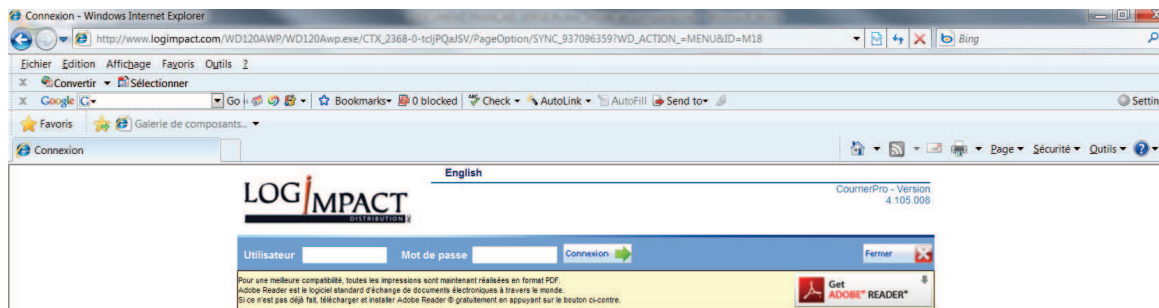 Connexion - Windows Internet Explorer
http://www.logimpact.com/WD120AWP/WD120Awp.exe/CTX_2368-0-tcljPQaJSV/PageOption/SYNC_937096359?WD_ACTION_=MENU&ID=M18
Bing
Fichier Edition Affichage Favoris Outils ?
x Convertir Sélectionner
x Google G Go Bookmarks 0 blocked Check AutoLink AutoFill Send to Settin
Favoris Galerie de composants...
Connexion Page Sécurité Outils
English
LOGIMPACT
DISTRIBUTION
CourrierPro - Version
4.105.008
Utilisateur Mot de passe Connexion Fermer
Pour une meilleure compatibilité, toutes les impressions sont maintenant réalisées en format PDF.
Adobe Reader est le logiciel standard d'échange de documents électroniques à travers le monde.
Si ce n'est pas déjà fait, télécharger et installer Adobe Reader ® gratuitement en appuyant sur le bouton ci-contre.
Get
ADOBE® READER®